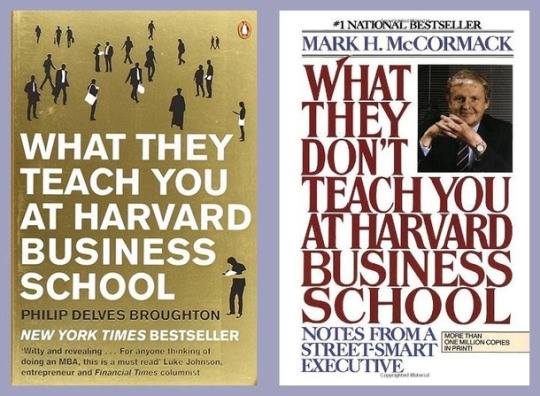 WHAT THEY
TEACH YOU
AT HARVARD
BUSINESS
SCHOOL
PHILIP DELVES BROUGHTON
NEW YORK TIMES BESTSELLER
'Witty and revealing . . . For anyone thinking of
doing an MBA, this is a must read' Luke Johnson,
entrepreneur and Financial Times columnist
#1 NATIONAL BESTSELLER
MARK H. McCORMACK
WHAT
THEY
DON'T
TEACH YOU
AT HARVARD
BUSINESS
SCHOOL
NOTES FROM A
STREET-SMART
EXECUTIVE
MORE THAN
ONE MILLION COPIES
IN PRINT!
Copyrighted Material